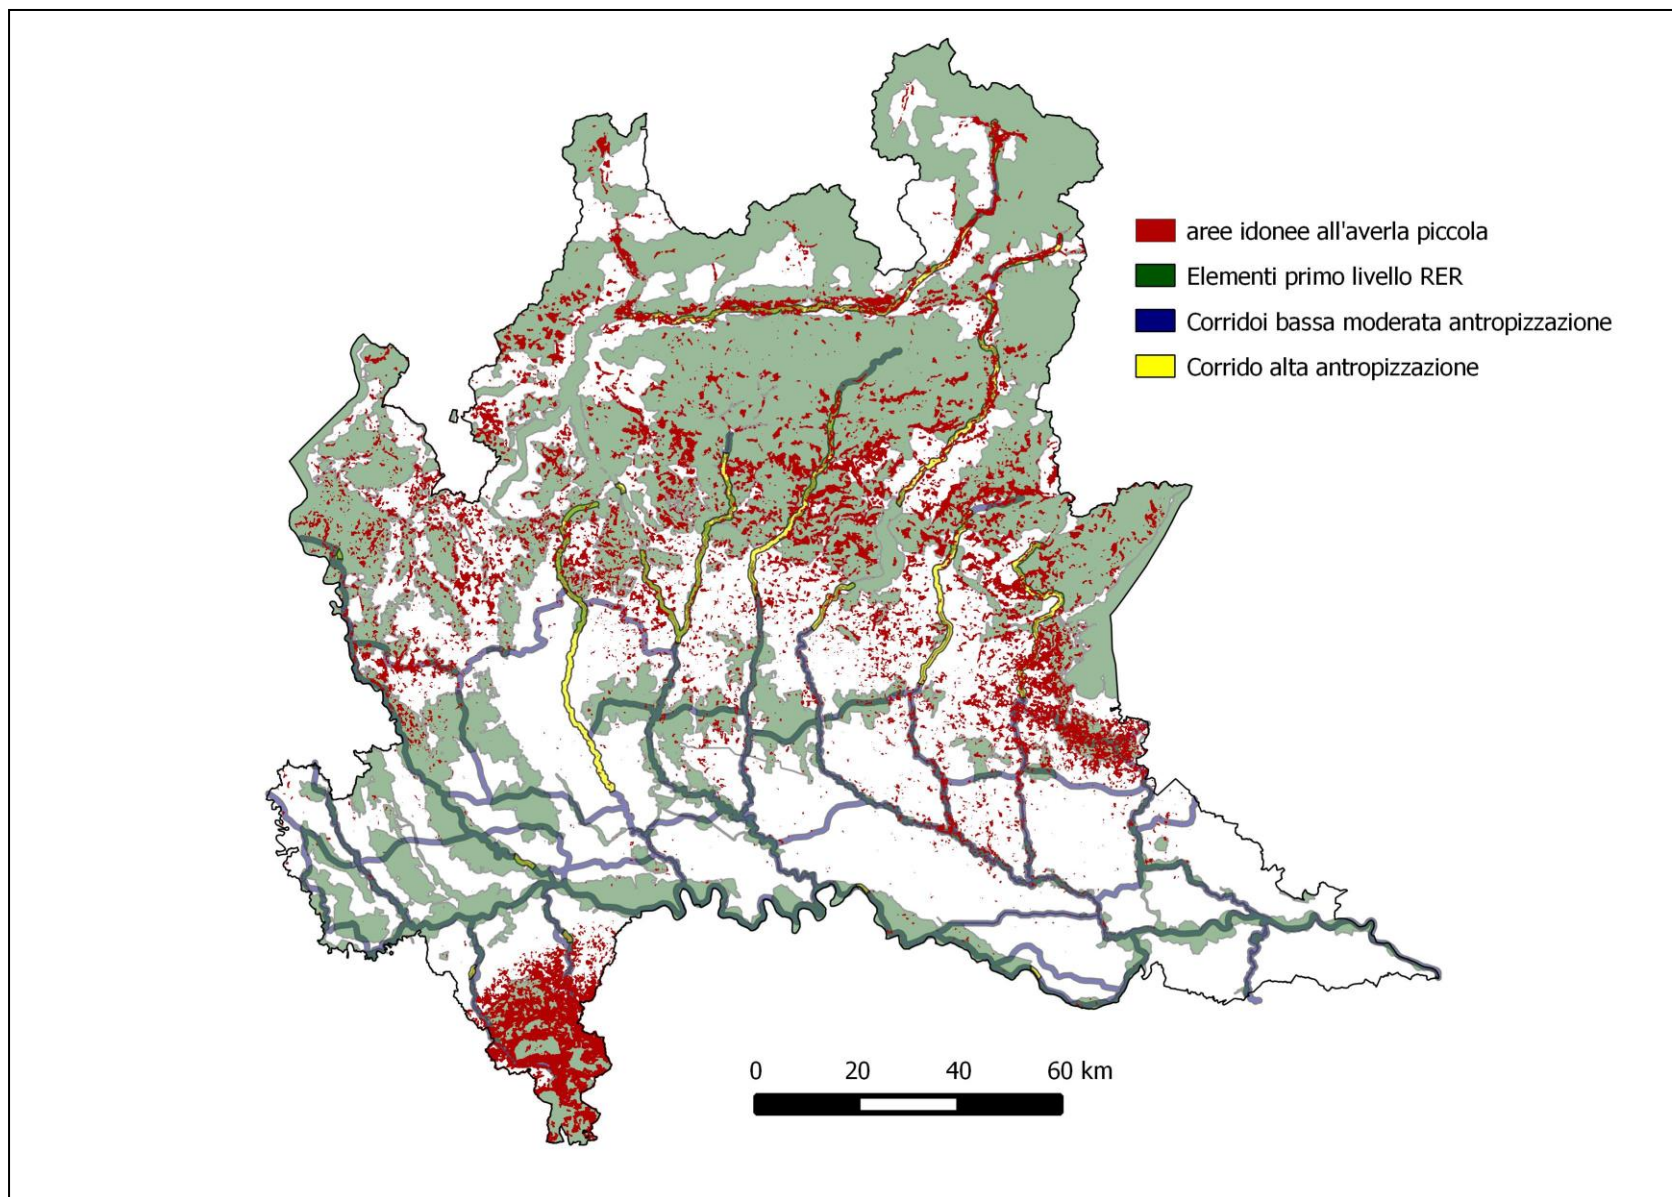 aree idonee all'averla piccola
Elementi primo livello RER
Corridoi bassa moderata antropizzazione
Corrido alta antropizzazione
0 20 40 60 km